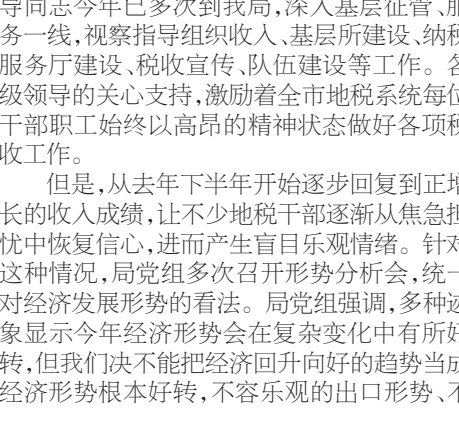 导同志今年已多次到我局,深入基层征管、服
务一线,视察指导组织收入、基层所建设、纳税
服务厅建设、税收宣传、队伍建设等工作。各
级领导的关心支持,激励着全市地税系统每位
干部职工始终以高昂的精神状态做好各项税
收工作。
但是,从去年下半年开始逐步回复到正增
长的收入成绩,让不少地税干部逐渐从焦急担
忧中恢复信心,进而产生盲目乐观情绪。针对
这种情况,局党组多次召开形势分析会,统一
对经济发展形势的看法。局党组强调,多种迹
象显示今年经济形势会在复杂变化中有所好
转,但我们决不能把经济回升向好的趋势当成
经济形势根本好转,不容乐观的出口形势、不